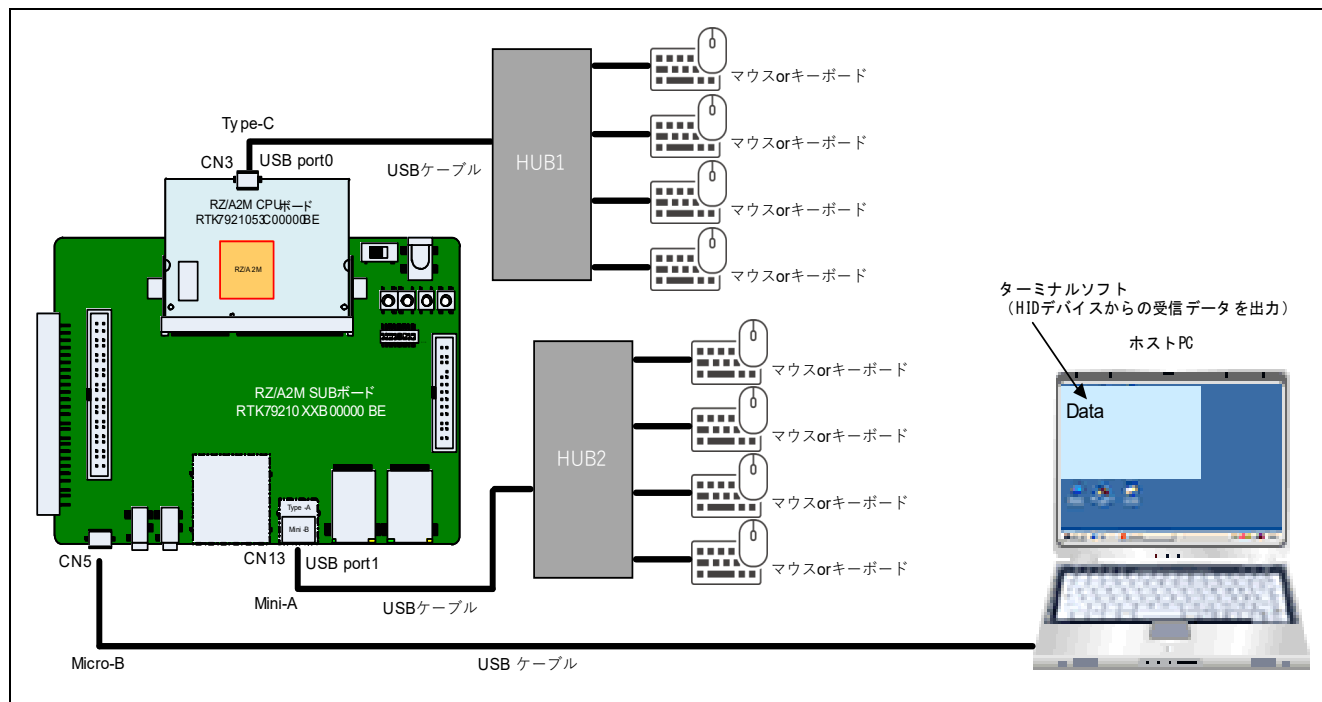 マウスorキーボード
Type-C
CN3
USB port0
USBケーブル
HUB1
マウスorキーボード
RZ/A2M CPUボード
RTK7921053C00000BE
マウスorキーボード
RZ/A2M
マウスorキーボード
ターミナルソフト
（HIDデバイスからの受信データを出力）
ホストPC
マウスorキーボード
RZ/A2M SUBボード
RTK79210XXB00000BE
Data
マウスorキーボード
HUB2
マウスorキーボード
Type-A
Mini-B
CN5
CN13
USB port1
マウスorキーボード
Mini-A
USBケーブル
Micro-B
USB ケーブル